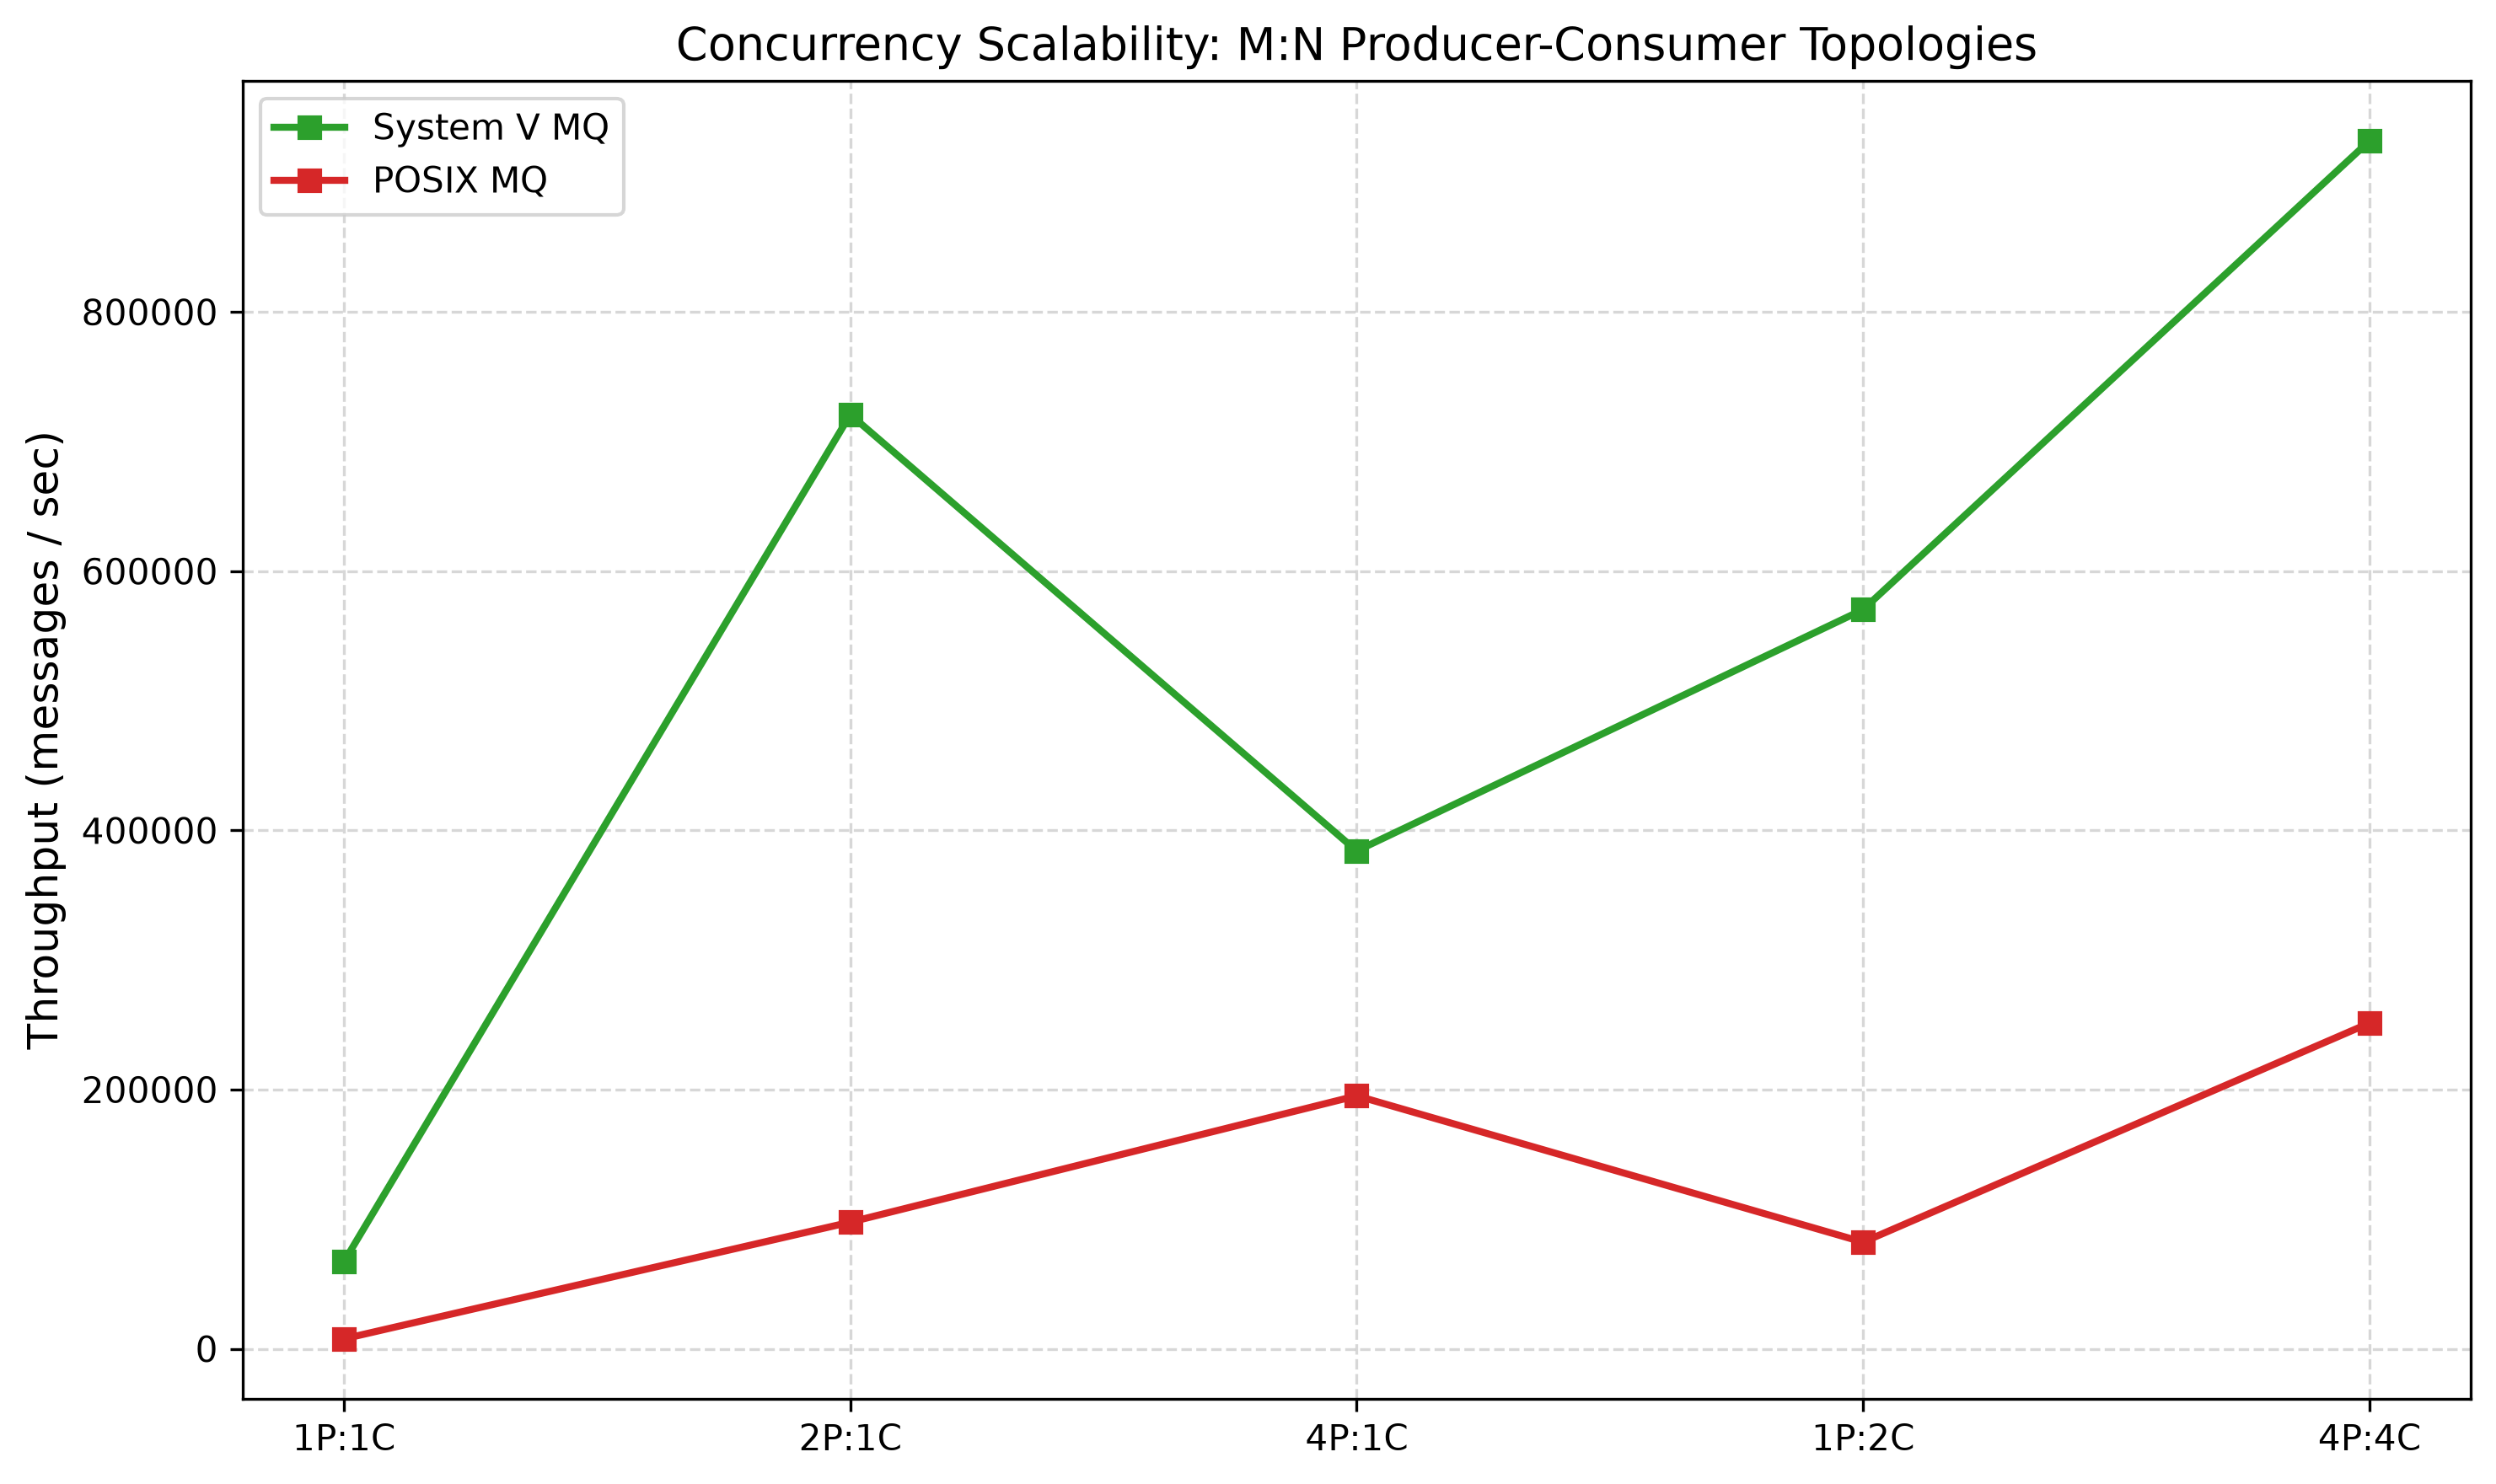 Concurrency Scalability: M:N Producer-Consumer Topologies
System V MQ
POSIX MQ
Throughput (messages / sec)
800000
600000
400000
200000
0
1P:1C 2P:1C 4P:1C 1P:2C 4P:4C